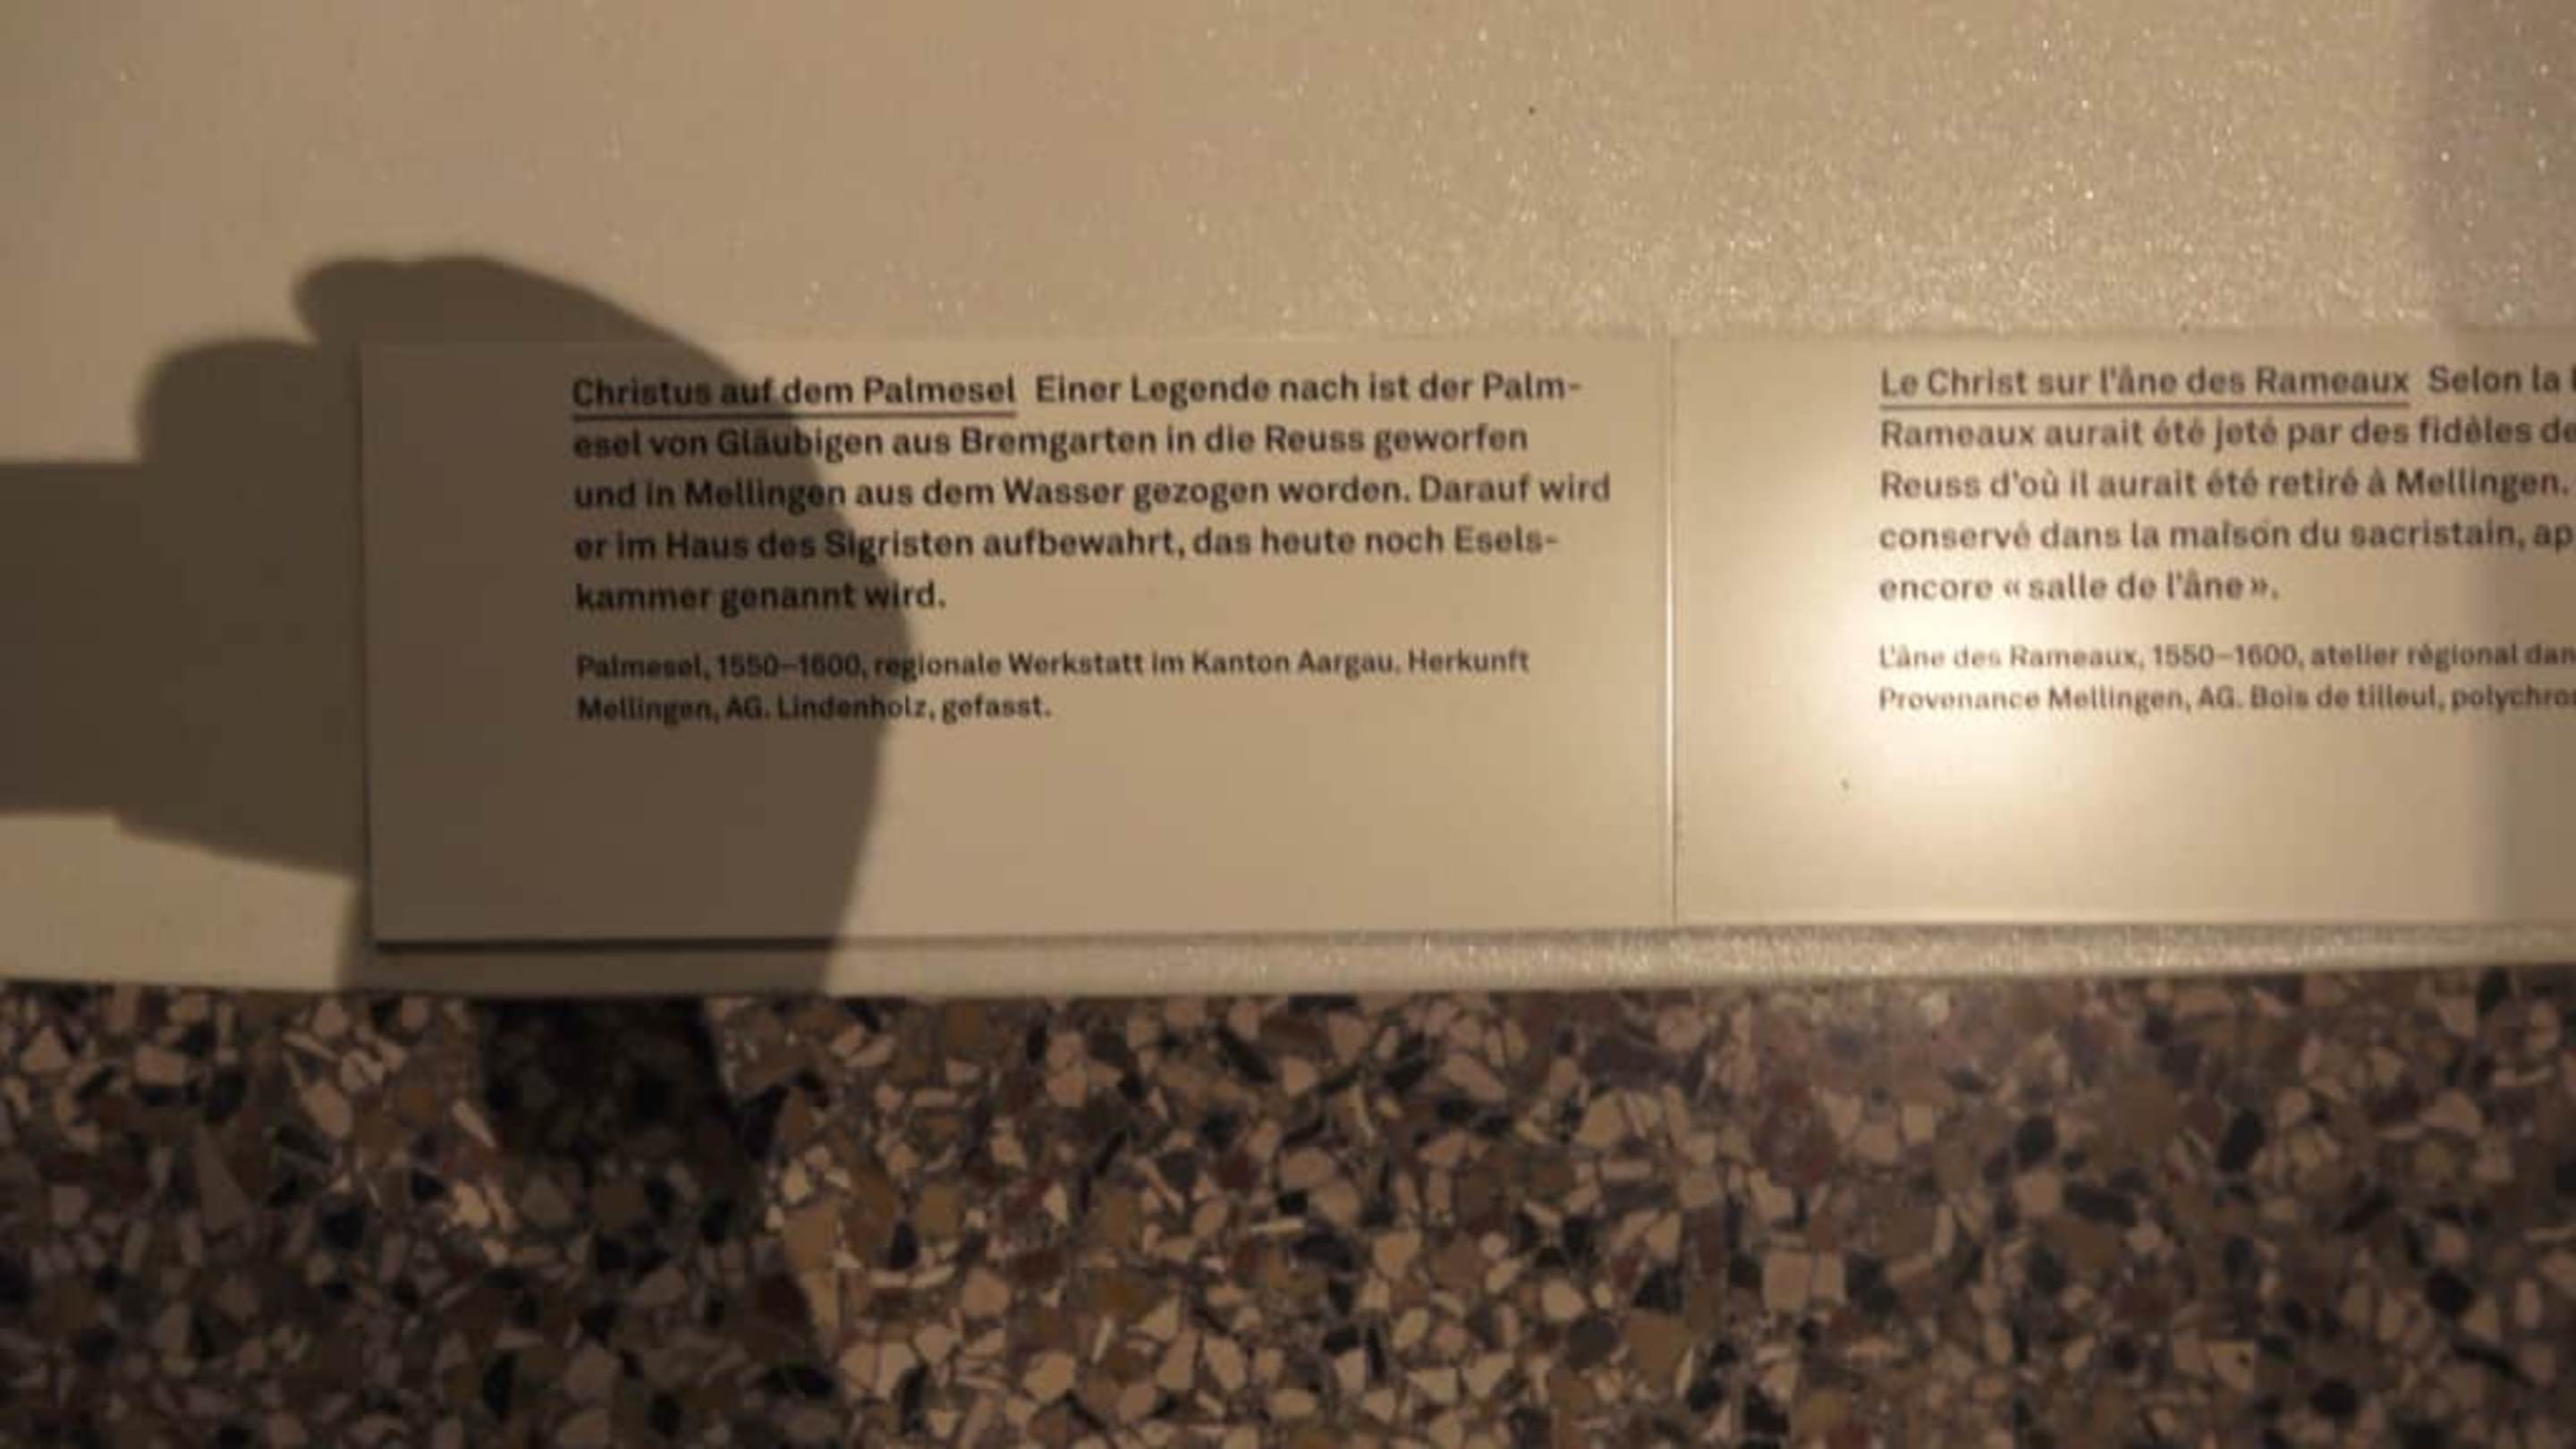 Christus auf dem Palmesel Einer Legende nach ist der Palm-
esel von Gläubigen aus Bremgarten in die Reuss geworfen
und in Mellingen aus dem Wasser gezogen worden. Darauf wird
er im Haus des Sigristen aufbewahrt, das heute noch Esels-
kammer genannt wird.
Palmesel, 1550–1600, regionale Werkstatt im Kanton Aargau. Herkunft
Mellingen, AG. Lindenholz, gefasst.
Le Christ sur l'âne des Rameaux Selon la
Rameaux aurait été jeté par des fidèles de
Reuss d'où il aurait été retiré à Mellingen.
conservé dans la maison du sacristain,
encore « salle de l'âne ».
L'âne des Rameaux, 1550–1600, atelier régional
Provenance Mellingen, AG. Bois de tilleul,